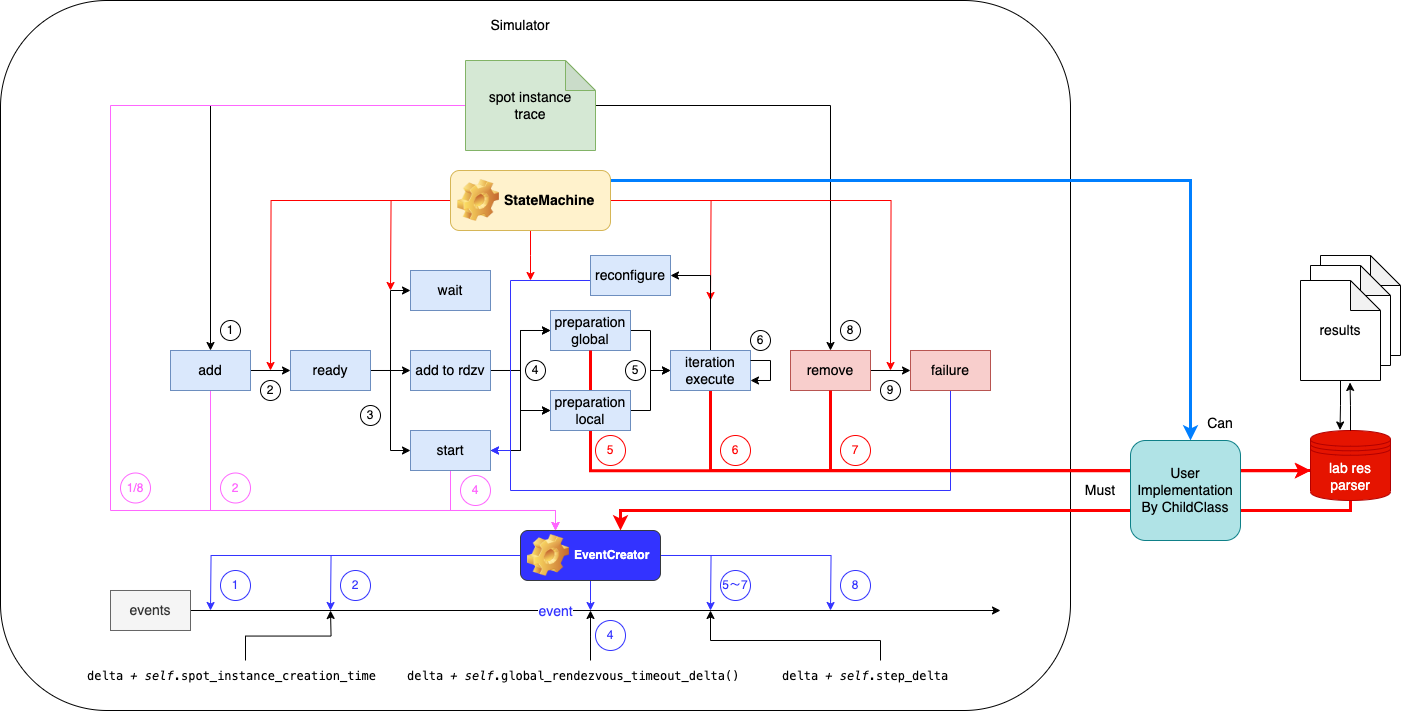 Simulator
spot instance
trace
StateMachine
reconfigure
wait
preparation
global
1
8
6
add
2
ready
add to rdzv
4
5
iteration
execute
remove
9
failure
3
preparation
local
start
5
6
7
1/8
2
4
results
Can
Must
User
Implementation
By ChildClass
lab res
parser
EventCreator
1
2
5~7
8
events
event
4
delta + self.spot_instance_creation_time
delta + self.global_rendezvous_timeout_delta()
delta + self.step_delta